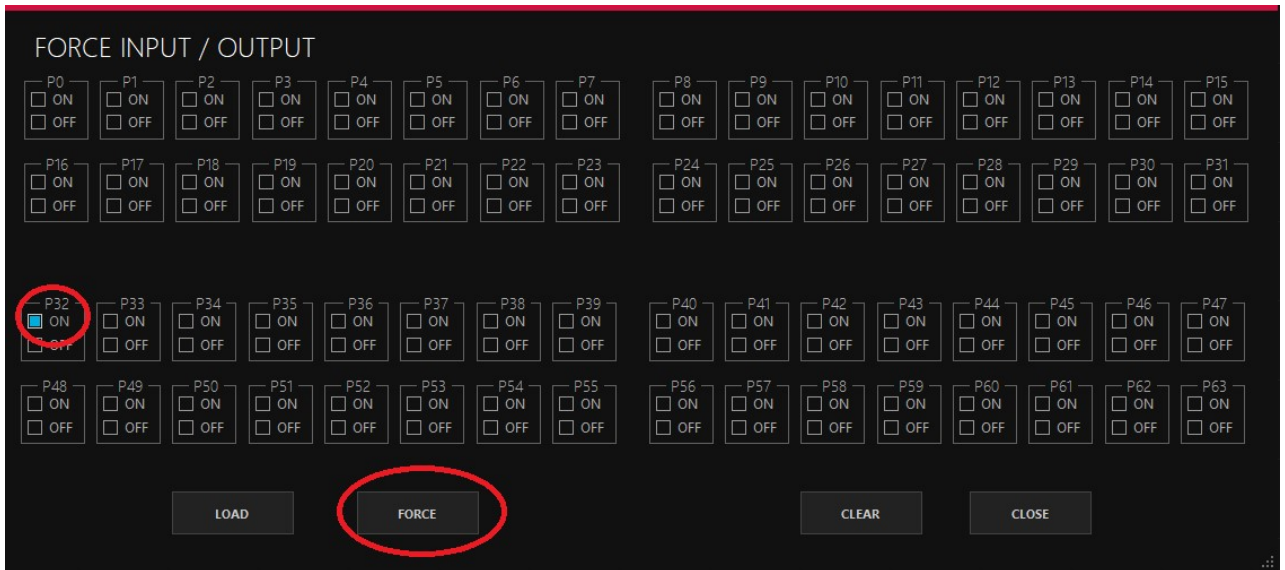 FORCE INPUT / OUTPUT
P0 P1 P2 P3 P4 P5 P6 P7 P8 P9 P10 P11 P12 P13 P14 P15
ON ON ON ON ON ON ON ON ON ON ON ON ON ON ON ON
OFF OFF OFF OFF OFF OFF OFF OFF OFF OFF OFF OFF OFF OFF OFF OFF
P16 P17 P18 P19 P20 P21 P22 P23 P24 P25 P26 P27 P28 P29 P30 P31
ON ON ON ON ON ON ON ON ON ON ON ON ON ON ON ON
OFF OFF OFF OFF OFF OFF OFF OFF OFF OFF OFF OFF OFF OFF OFF OFF
P32 P33 P34 P35 P36 P37 P38 P39 P40 P41 P42 P43 P44 P45 P46 P47
ON ON ON ON ON ON ON ON ON ON ON ON ON ON ON ON
OFF OFF OFF OFF OFF OFF OFF OFF OFF OFF OFF OFF OFF OFF OFF OFF
P48 P49 P50 P51 P52 P53 P54 P55 P56 P57 P58 P59 P60 P61 P62 P63
ON ON ON ON ON ON ON ON ON ON ON ON ON ON ON ON
OFF OFF OFF OFF OFF OFF OFF OFF OFF OFF OFF OFF OFF OFF OFF OFF
LOAD FORCE CLEAR CLOSE